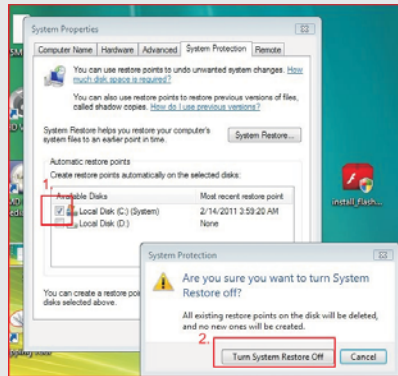 System Properties
Computer Name Hardware Advanced System Protection Remote
You can use restore points to undo unwanted system changes. How
much disk space is required?
You can also use restore points to restore previous versions of files,
called shadow copies. How do I use previous versions?
System Restore helps you restore your computer's
system files to an earlier point in time.
System Restore...
Automatic restore points
Create restore points automatically on the selected disks:
1.
Available Disks Most recent restore point
Local Disk (C:) (System) 2/14/2011 3:59:20 AM
Local Disk (D:) None
You can create a restore
disks selected above.
install_flash...
System Protection
Are you sure you want to turn System
Restore off?
All existing restore points on the disk will be deleted,
and no new ones will be created.
2.
Turn System Restore Off Cancel